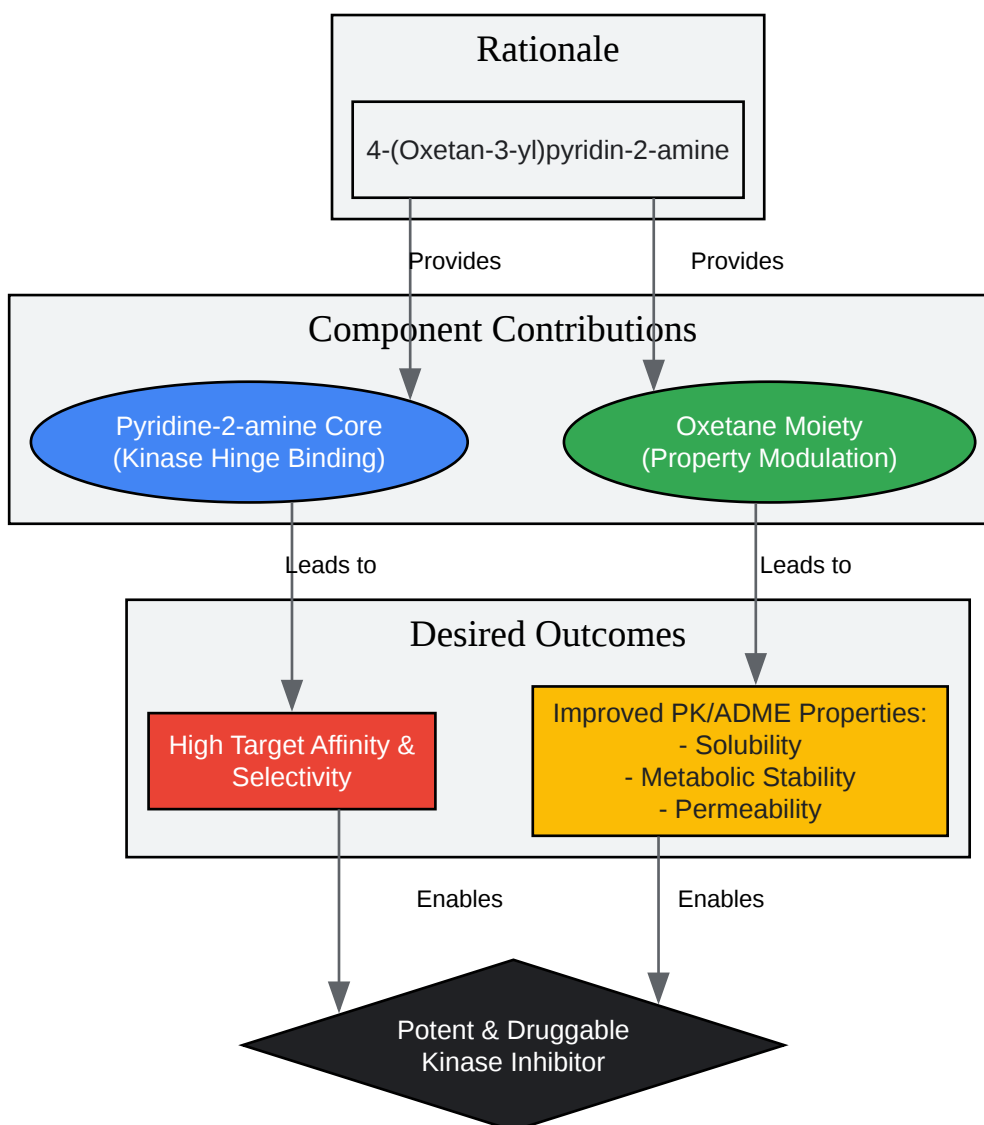 Rationale
4-(Oxetan-3-yl)pyridin-2-amine
Provides
Provides
Component Contributions
Pyridine-2-amine Core
(Kinase Hinge Binding)
Oxetane Moiety
(Property Modulation)
Leads to
Leads to
Desired Outcomes
High Target Affinity &
Selectivity
Improved PK/ADME Properties:
- Solubility
- Metabolic Stability
- Permeability
Enables
Enables
Potent & Druggable
Kinase Inhibitor